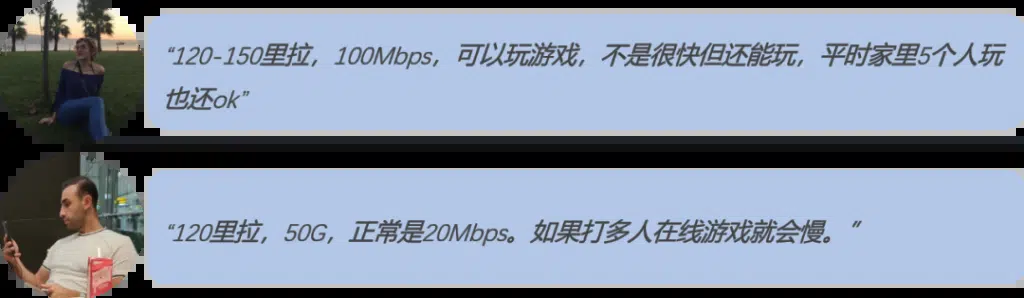 “120-150里拉，100Mbps，可以玩游戏，不是很快但还能玩，平时家里5个人玩
也还ok”
“120里拉，50G，正常是20Mbps。如果打多人在线游戏就会慢。”